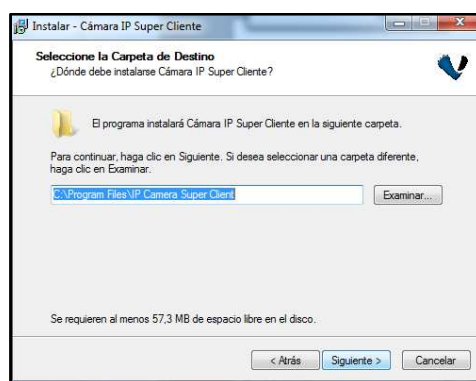 Instalar - Cámara IP Super Cliente
Seleccione la Carpeta de Destino
¿Dónde debe instalarse Cámara IP Super Cliente?
El programa instalará Cámara IP Super Cliente en la siguiente carpeta.
Para continuar, haga clic en Siguiente. Si desea seleccionar una carpeta diferente,
haga clic en Examinar.
C:\Program Files\IP Camera Super Client
Examinar...
Se requieren al menos 57,3 MB de espacio libre en el disco.
< Atrás
Siguiente >
Cancelar